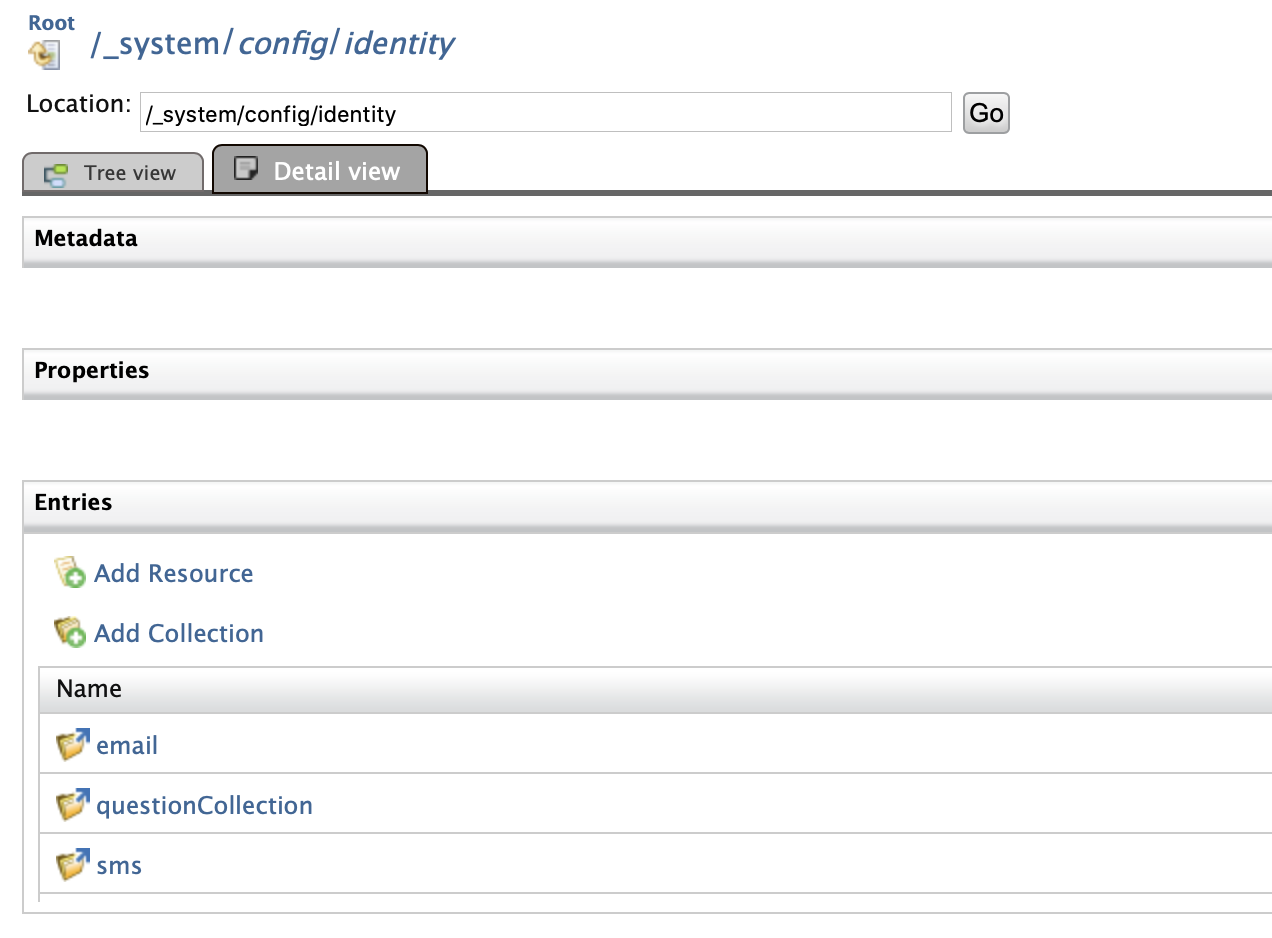 Root
/_system/config/identity
Location: /_system/config/identity Go
Tree view Detail view
Metadata
Properties
Entries
Add Resource
Add Collection
Name
email
questionCollection
sms